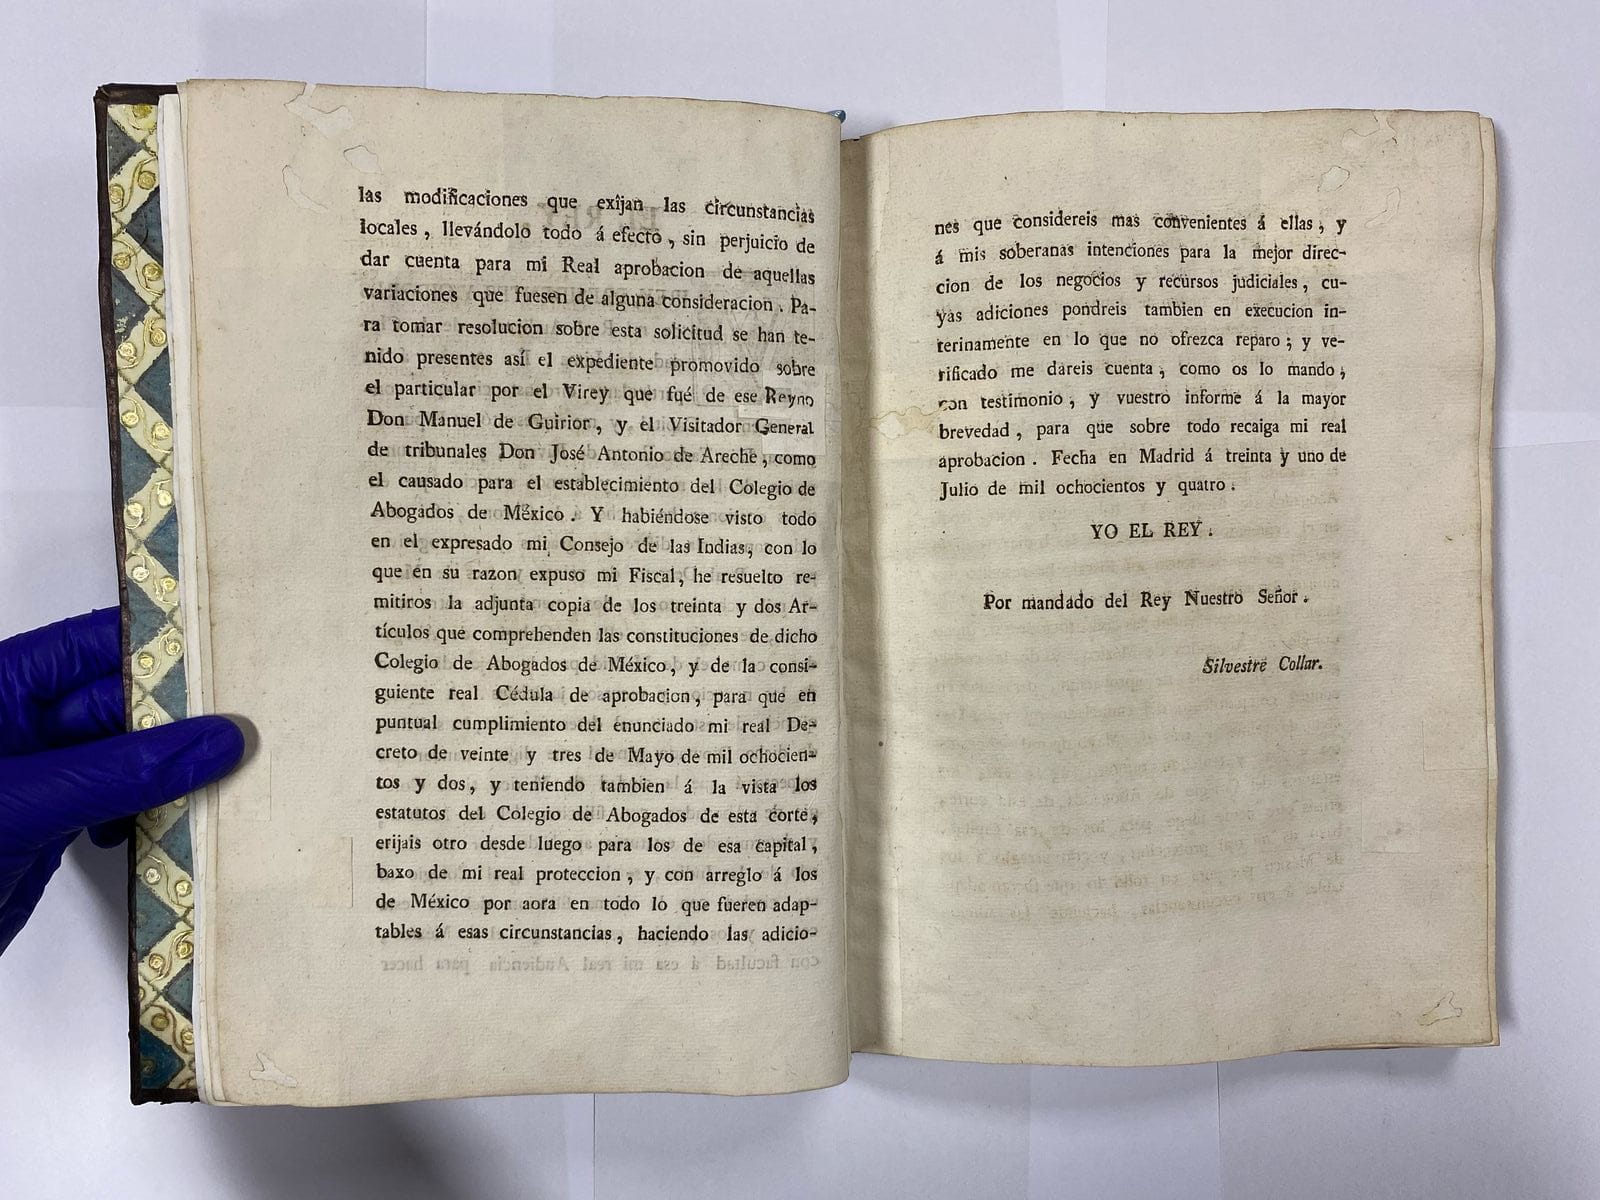 las modificaciones que exîjan las circunstancias
locales , llevándolo todo á efecto , sin perjuicio de
dar cuenta para mi Real aprobacion de aquellas
variaciones que fuesen de alguna consideracion . Pa-
ra tomar resolucion sobre esta solicitud se han te-
nido presentes así el expediente promovido sobre
el particular por el Virey que fué de ese Reyno
Don Manuel de Guirior , y el Visitador General
de tribunales Don José Antonio de Areche , como
el causado para el establecimiento del Colegio de
Abogados de México . Y habiéndose visto todo
en el expresado mi Consejo de las Indias, con lo
que en su razon expuso mi Fiscal, he resuelto re-
mitiros la adjunta copia de los treinta y dos Ar-
tículos que comprehenden las constituciones de dicho
Colegio de Abogados de México, y de la consi-
guiente real Cédula de aprobacion, para que en
puntual cumplimiento del enunciado mi real De-
creto de veinte y tres de Mayo de mil ochocien-
tos y dos, y teniendo tambien á la vista los
estatutos del Colegio de Abogados de esta corte,
erijais otro desde luego para los de esa capital,
baxo de mi real proteccion , y con arreglo á los
de México por aora en todo lo que fueren adap-
tables á esas circunstancias, haciendo las adicio-
nes que considereis mas convenientes á ellas, y
á mis soberanas intenciones para la mejor direc-
cion de los negocios y recursos judiciales, cu-
yas adiciones pondreis tambien en execucion in-
terinamente en lo que no ofrezca reparo ; y ve-
rificado me dareis cuenta , como os lo mando,
con testimonio , y vuestro informe á la mayor
brevedad , para que sobre todo recaiga mi real
aprobacion . Fecha en Madrid á treinta y uno de
Julio de mil ochocientos y quatro .
YO EL REY .
Por mandado del Rey Nuestro Señor .
Silvestre Collar.